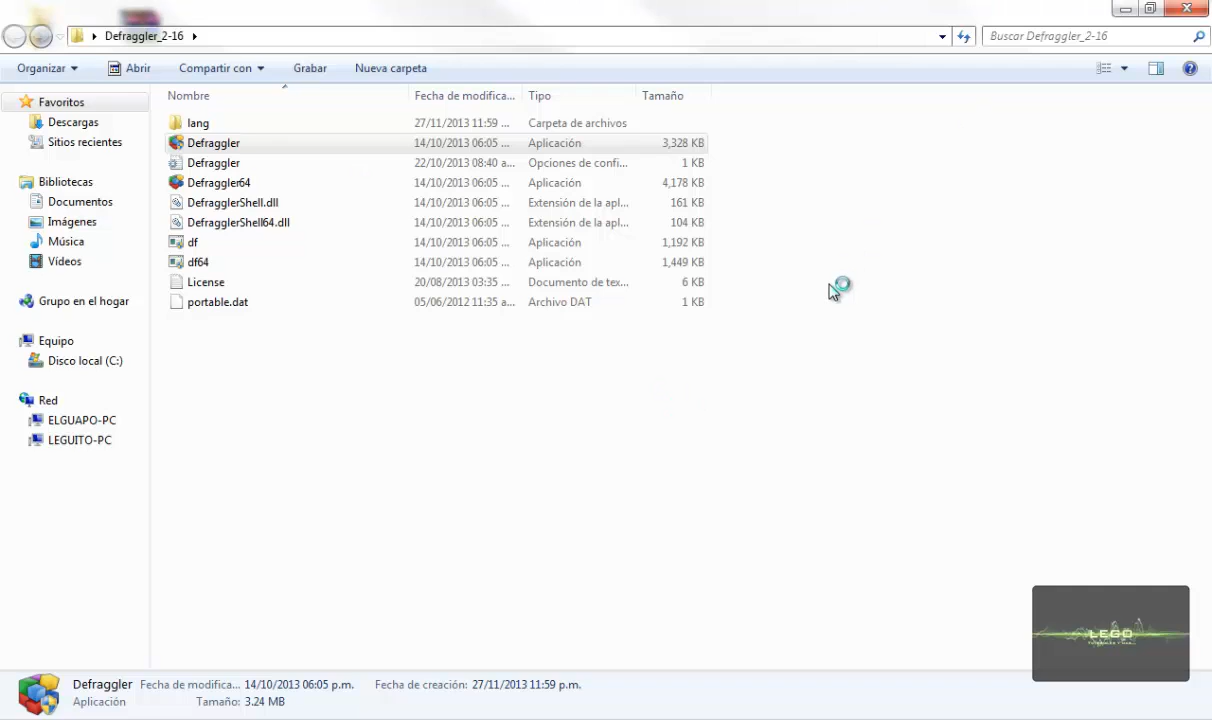 Defraggler_2-16
Buscar Defraggler_2-16
Organizar Abrir Compartir con Grabar Nueva carpeta
Nombre Fecha de modifica... Tipo Tamaño
Favoritos
Descargas
Sitios recientes
Bibliotecas
Documentos
Imágenes
Música
Vídeos
Grupo en el hogar
Equipo
Disco local (C:)
Red
ELGUAPO-PC
LEGUITO-PC
lang 27/11/2013 11:59 ... Carpeta de archivos
Defraggler 14/10/2013 06:05 ... Aplicación 3,328 KB
Defraggler 22/10/2013 08:40 a... Opciones de confi... 1 KB
Defraggler64 14/10/2013 06:05 ... Aplicación 4,178 KB
DefragglerShell.dll 14/10/2013 06:05 ... Extensión de la apl... 161 KB
DefragglerShell64.dll 14/10/2013 06:05 ... Extensión de la apl... 104 KB
df 14/10/2013 06:05 ... Aplicación 1,192 KB
df64 14/10/2013 06:05 ... Aplicación 1,449 KB
License 20/08/2013 03:35 ... Documento de tex... 6 KB
portable.dat 05/06/2012 11:35 a... Archivo DAT 1 KB
LEGO
Defraggler Fecha de modifica... 14/10/2013 06:05 p.m. Fecha de creación: 27/11/2013 11:59 p.m.
Aplicación Tamaño: 3.24 MB